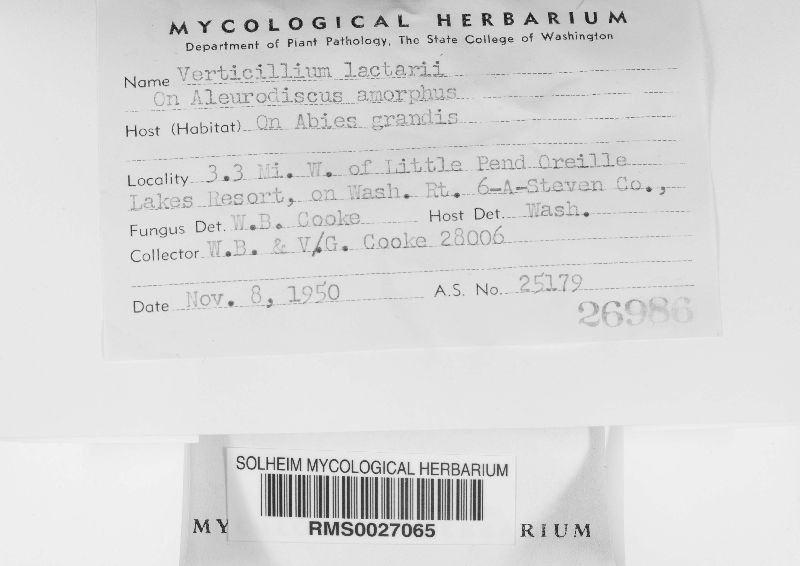 MYCOLOGICAL HERBARIUM
Department of Plant Pathology, The State College of Washington
Name Verticillium lactarii
On Aleurodiscus amorphus
Host (Habitat) On Abies grandis
Locality 3.3 Mi. W. of Little Pend Oreille
Lakes Resort, on Wash. Rt. 6-A-Steven Co.,
Fungus Det. W.B. Cooke Host Det. Wash.
Collector W.B. & V/G. Cooke 28006
Date Nov. 8, 1950 A.S. No. 25179
26986
SOLHEIM MYCOLOGICAL HERBARIUM
RMS0027065
MY RIUM